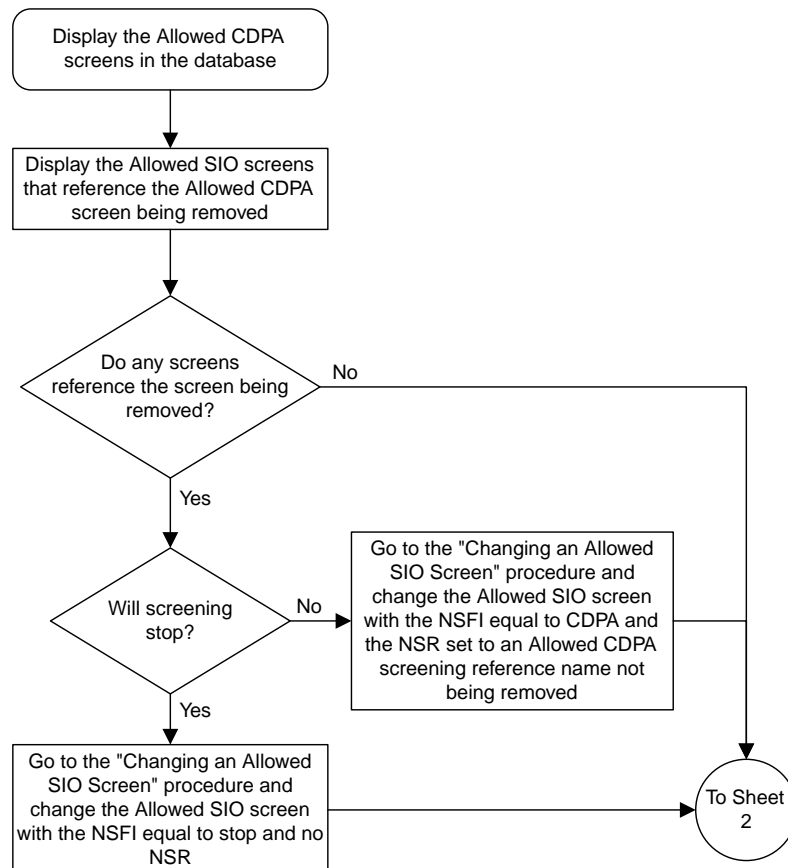 Display the Allowed CDPA
screens in the database
Display the Allowed SIO screens
that reference the Allowed CDPA
screen being removed
Do any screens
reference the screen being
removed?
No
Yes
Will screening
stop?
No
Go to the "Changing an Allowed
SIO Screen" procedure and
change the Allowed SIO screen
with the NSFI equal to CDPA and
the NSR set to an Allowed CDPA
screening reference name not
being removed
Yes
Go to the "Changing an Allowed
SIO Screen" procedure and
change the Allowed SIO screen
with the NSFI equal to stop and no
NSR
To Sheet
2